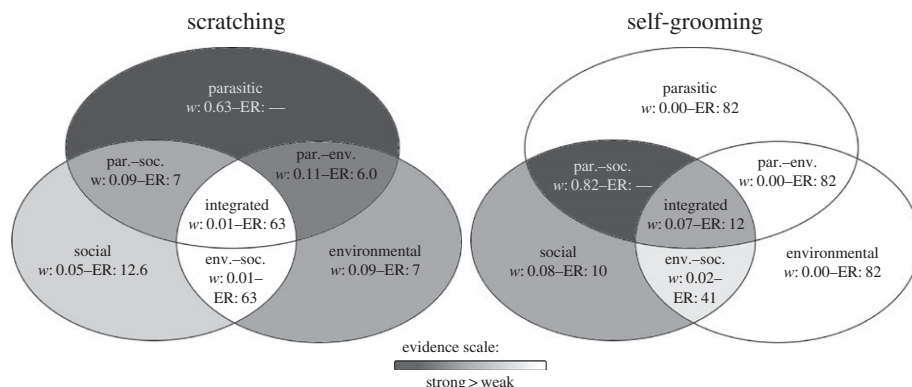 scratching
parasitic
w: 0.63–ER: —
par.–soc.
w: 0.09–ER: 7
par.–env.
w: 0.11–ER: 6.0
integrated
w: 0.01–ER: 63
social
w: 0.05–ER: 12.6
environmental
w: 0.09–ER: 7
env.–soc.
w: 0.01–
ER: 63
self-grooming
parasitic
w: 0.00–ER: 82
par.–soc.
w: 0.82–ER: —
par.–env.
w: 0.00–ER: 82
integrated
w: 0.07–ER: 12
social
w: 0.08–ER: 10
environmental
w: 0.00–ER: 82
env.–soc.
w: 0.02–
ER: 41
evidence scale:
strong > weak